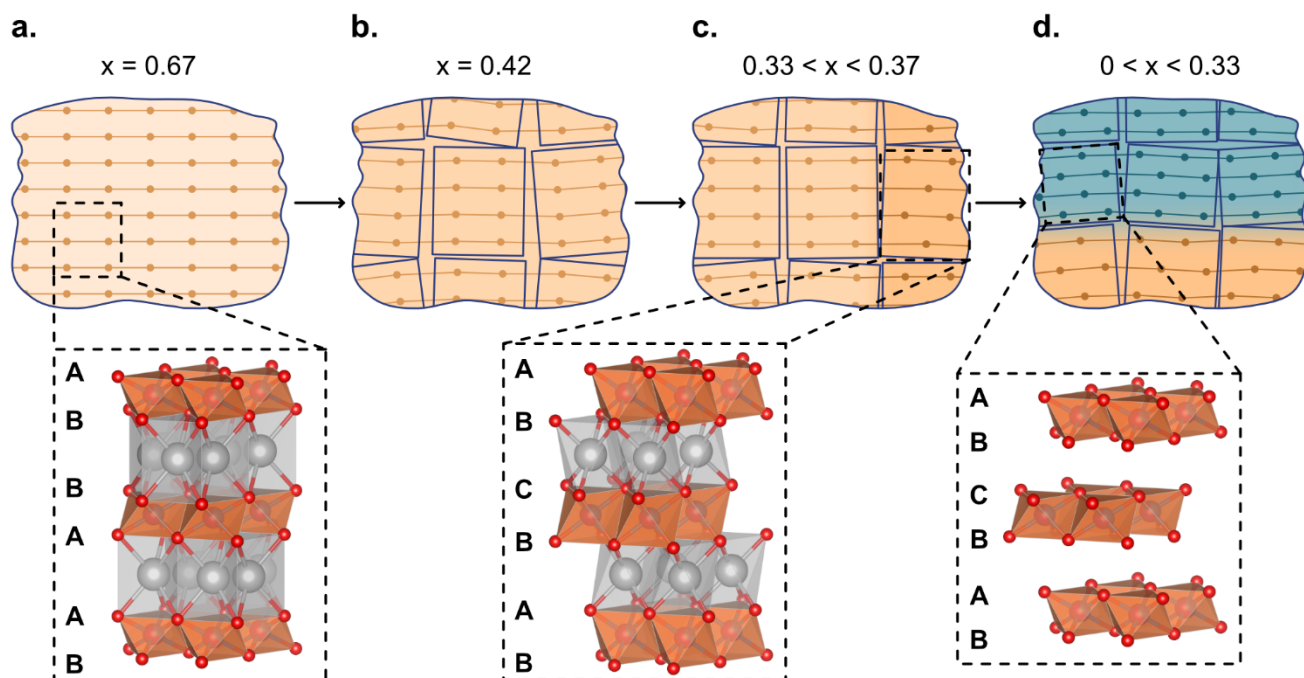 a.
b.
c.
d.
x = 0.67
x = 0.42
0.33 < x < 0.37
0 < x < 0.33
A
B
B
A
A
B
A
B
C
B
A
B
A
B
C
B
A
B